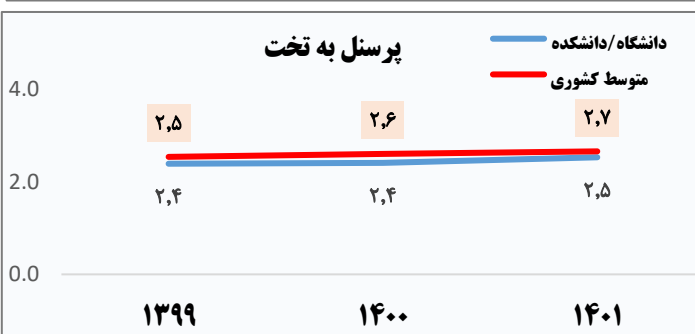 پرسنل به تخت
دانشگاه/دانشکده
متوسط کشوری
4.0
2.0
0.0
۲,۵ ۲,۶ ۲,۷
۲,۴ ۲,۴ ۲,۵
۱۳۹۹ ۱۴۰۰ ۱۴۰۱